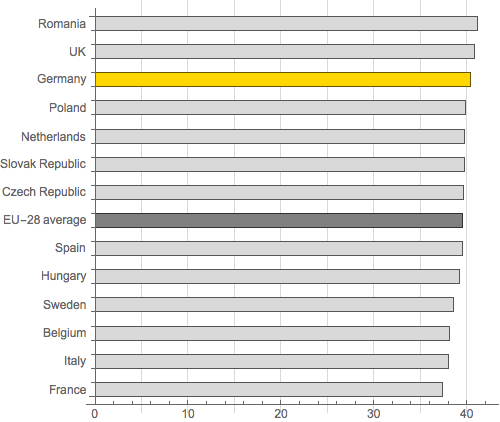 Romania
UK
Germany
Poland
Netherlands
Slovak Republic
Czech Republic
EU−28 average
Spain
Hungary
Sweden
Belgium
Italy
France
0 10 20 30 40